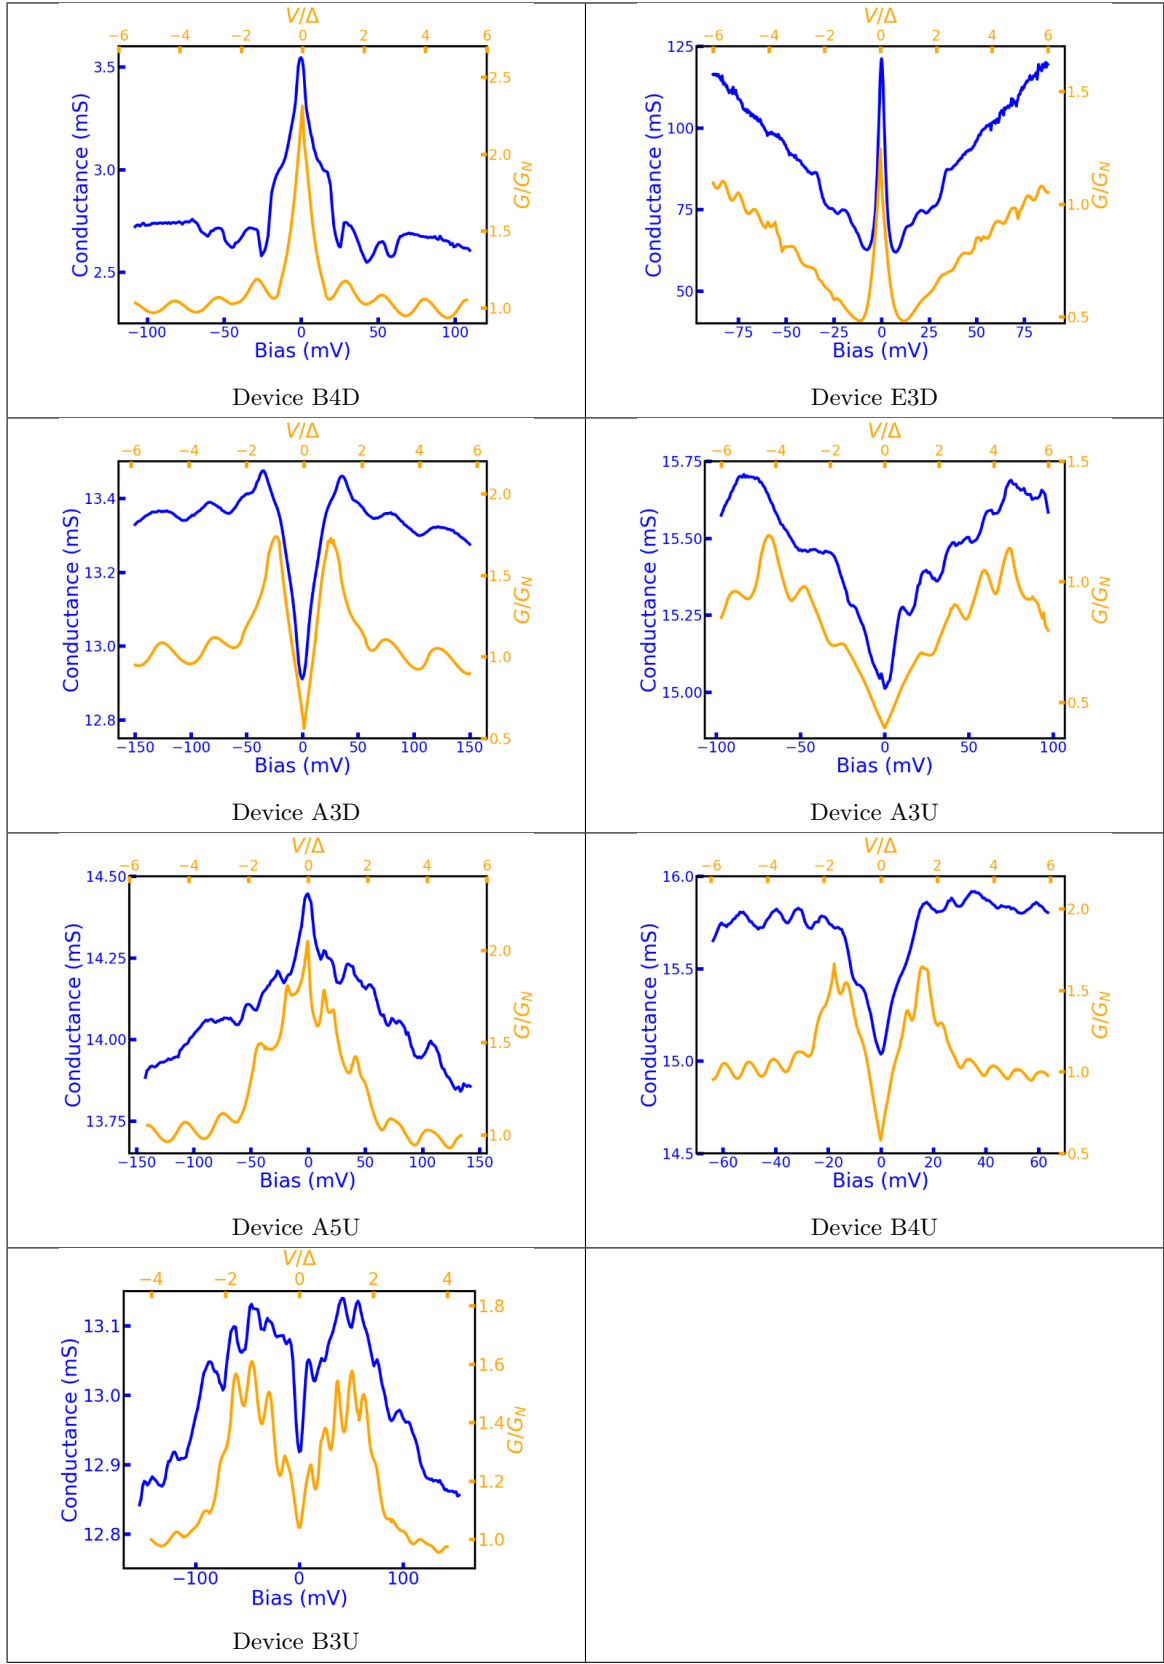 V/Δ
−6 −4 −2 0 2 4 6
3.5
3.0
2.5
Conductance (mS)
2.5
2.0
1.5
1.0
G/G_N
−100 −50 0 50 100
Bias (mV)
Device B4D
V/Δ
−6 −4 −2 0 2 4 6
125
100
75
50
Conductance (mS)
1.5
1.0
0.5
G/G_N
−75 −50 −25 0 25 50 75
Bias (mV)
Device E3D
V/Δ
−6 −4 −2 0 2 4 6
13.4
13.2
13.0
12.8
Conductance (mS)
2.0
1.5
1.0
0.5
G/G_N
−150 −100 −50 0 50 100 150
Bias (mV)
Device A3D
V/Δ
−6 −4 −2 0 2 4 6
15.75
15.50
15.25
15.00
Conductance (mS)
1.5
1.0
0.5
G/G_N
−100 −50 0 50 100
Bias (mV)
Device A3U
V/Δ
−6 −4 −2 0 2 4 6
14.50
14.25
14.00
13.75
Conductance (mS)
2.0
1.5
1.0
G/G_N
−150 −100 −50 0 50 100 150
Bias (mV)
Device A5U
V/Δ
−6 −4 −2 0 2 4 6
16.0
15.5
15.0
14.5
Conductance (mS)
2.0
1.5
1.0
0.5
G/G_N
−60 −40 −20 0 20 40 60
Bias (mV)
Device B4U
V/Δ
−4 −2 0 2 4
13.1
13.0
12.9
12.8
Conductance (mS)
1.8
1.6
1.4
1.2
1.0
G/G_N
−100 0 100
Bias (mV)
Device B3U